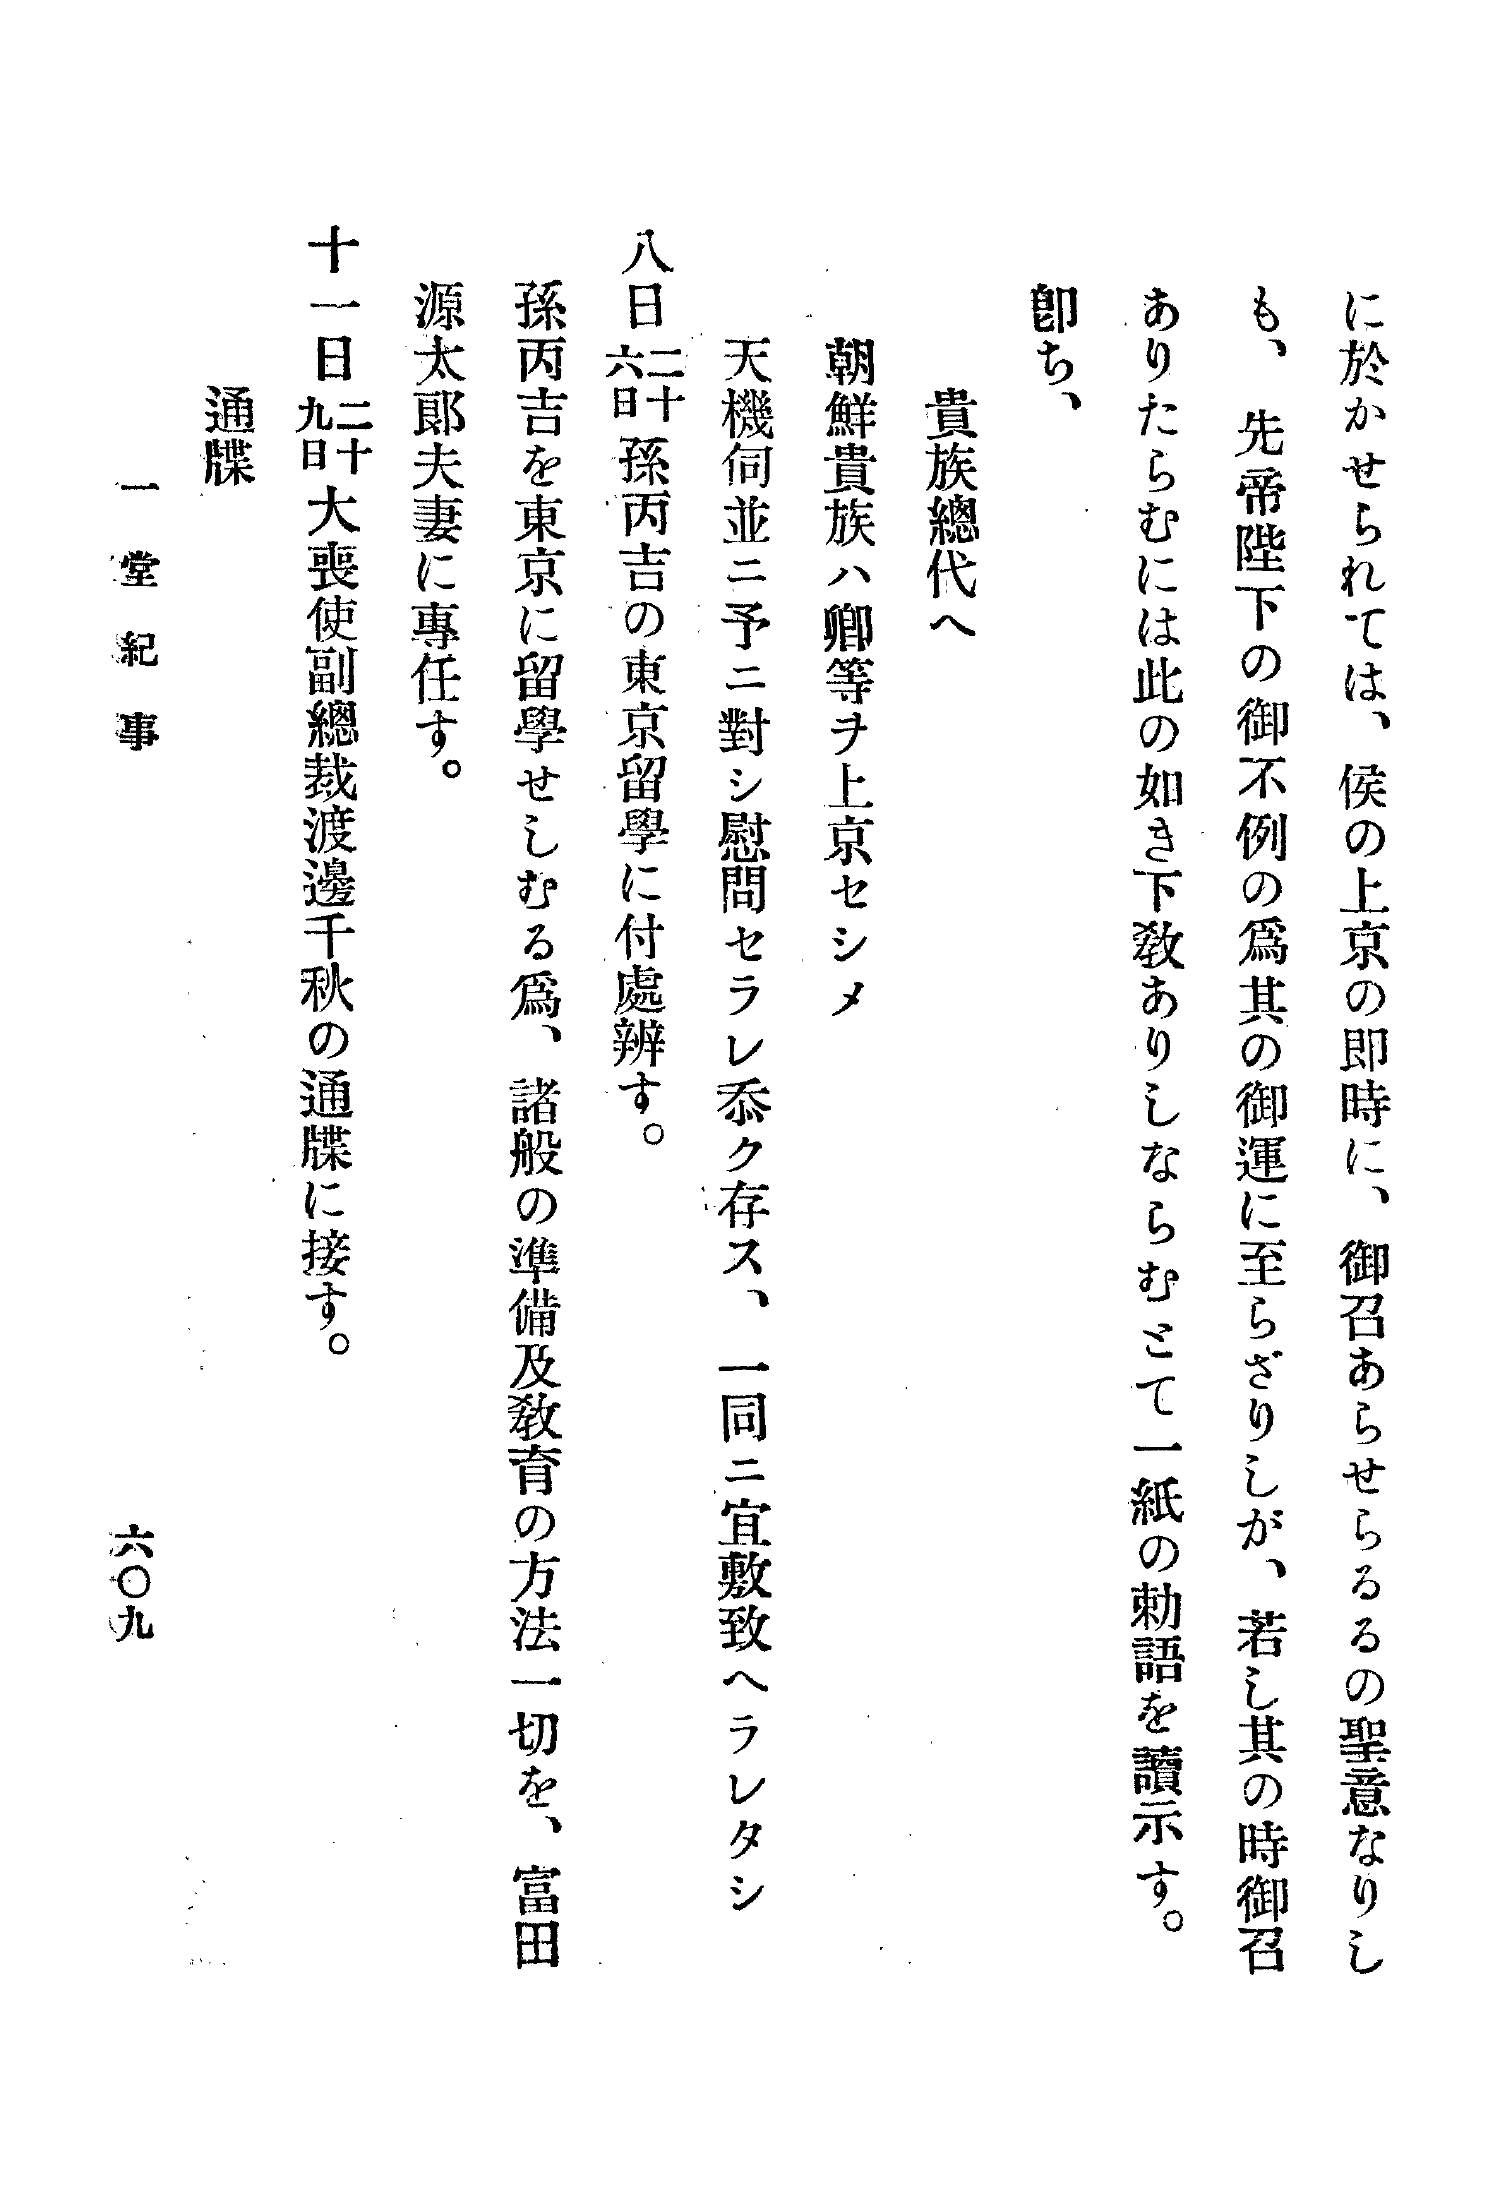 に於かせられては、侯の上京の即時に、御召あらせらるるの聖意なりし
も、先帝陛下の御不例の爲其の御運に至らざりしが、若し其の時御召
ありたらむには此の如き下敎ありしならむとて一紙の勅語を讀示す。
卽ち、
貴族總代へ
朝鮮貴族ハ卿等ヲ上京セシメ
天機伺並ニ予ニ對シ慰問セラレ忝ク存ス、一同ニ宜敷致ヘラレタシ
八日二十六日孫丙吉の東京留學に付處辨す。
孫丙吉を東京に留學せしむる爲、諸般の準備及敎育の方法一切を、富田
源太郞夫妻に專任す。
十一日二十九日大喪使副總裁渡邊千秋の通牒に接す。
通牒
一堂紀事
六〇九